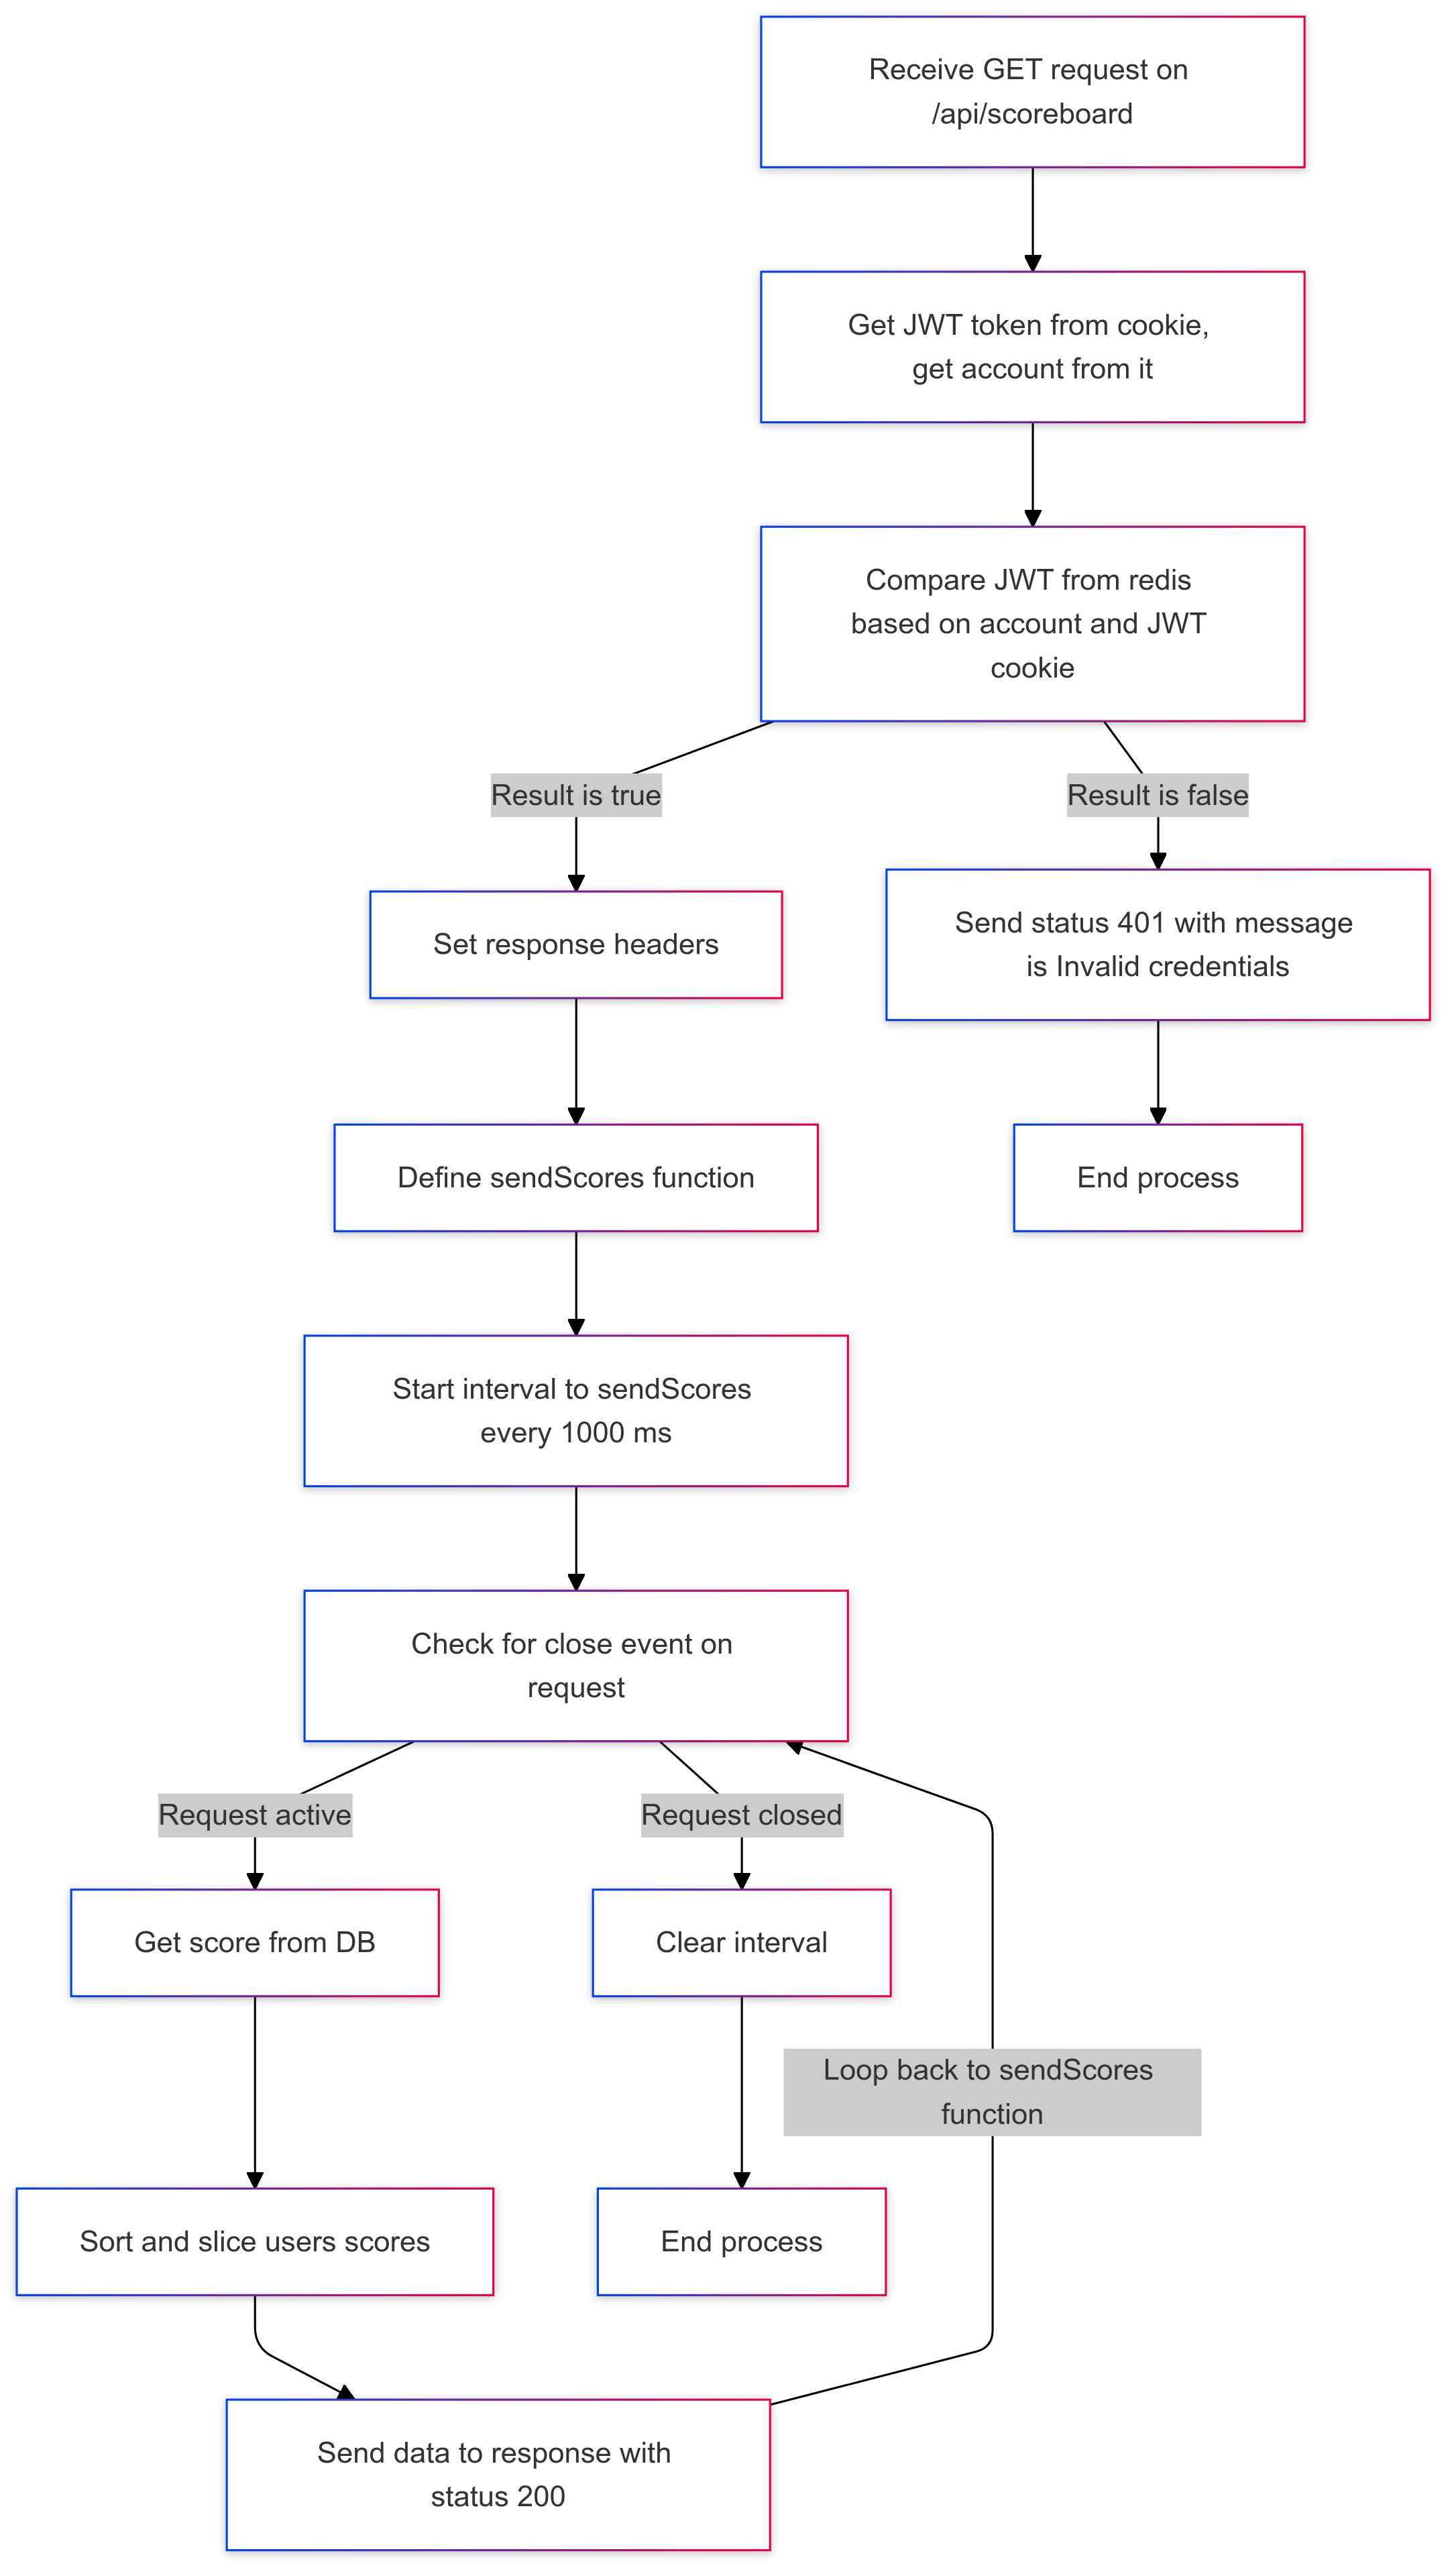 Receive GET request on
/api/scoreboard
Get JWT token from cookie,
get account from it
Compare JWT from redis
based on account and JWT
cookie
Result is true
Result is false
Set response headers
Send status 401 with message
is Invalid credentials
Define sendScores function
End process
Start interval to sendScores
every 1000 ms
Check for close event on
request
Request active
Request closed
Get score from DB
Clear interval
Loop back to sendScores
function
Sort and slice users scores
End process
Send data to response with
status 200